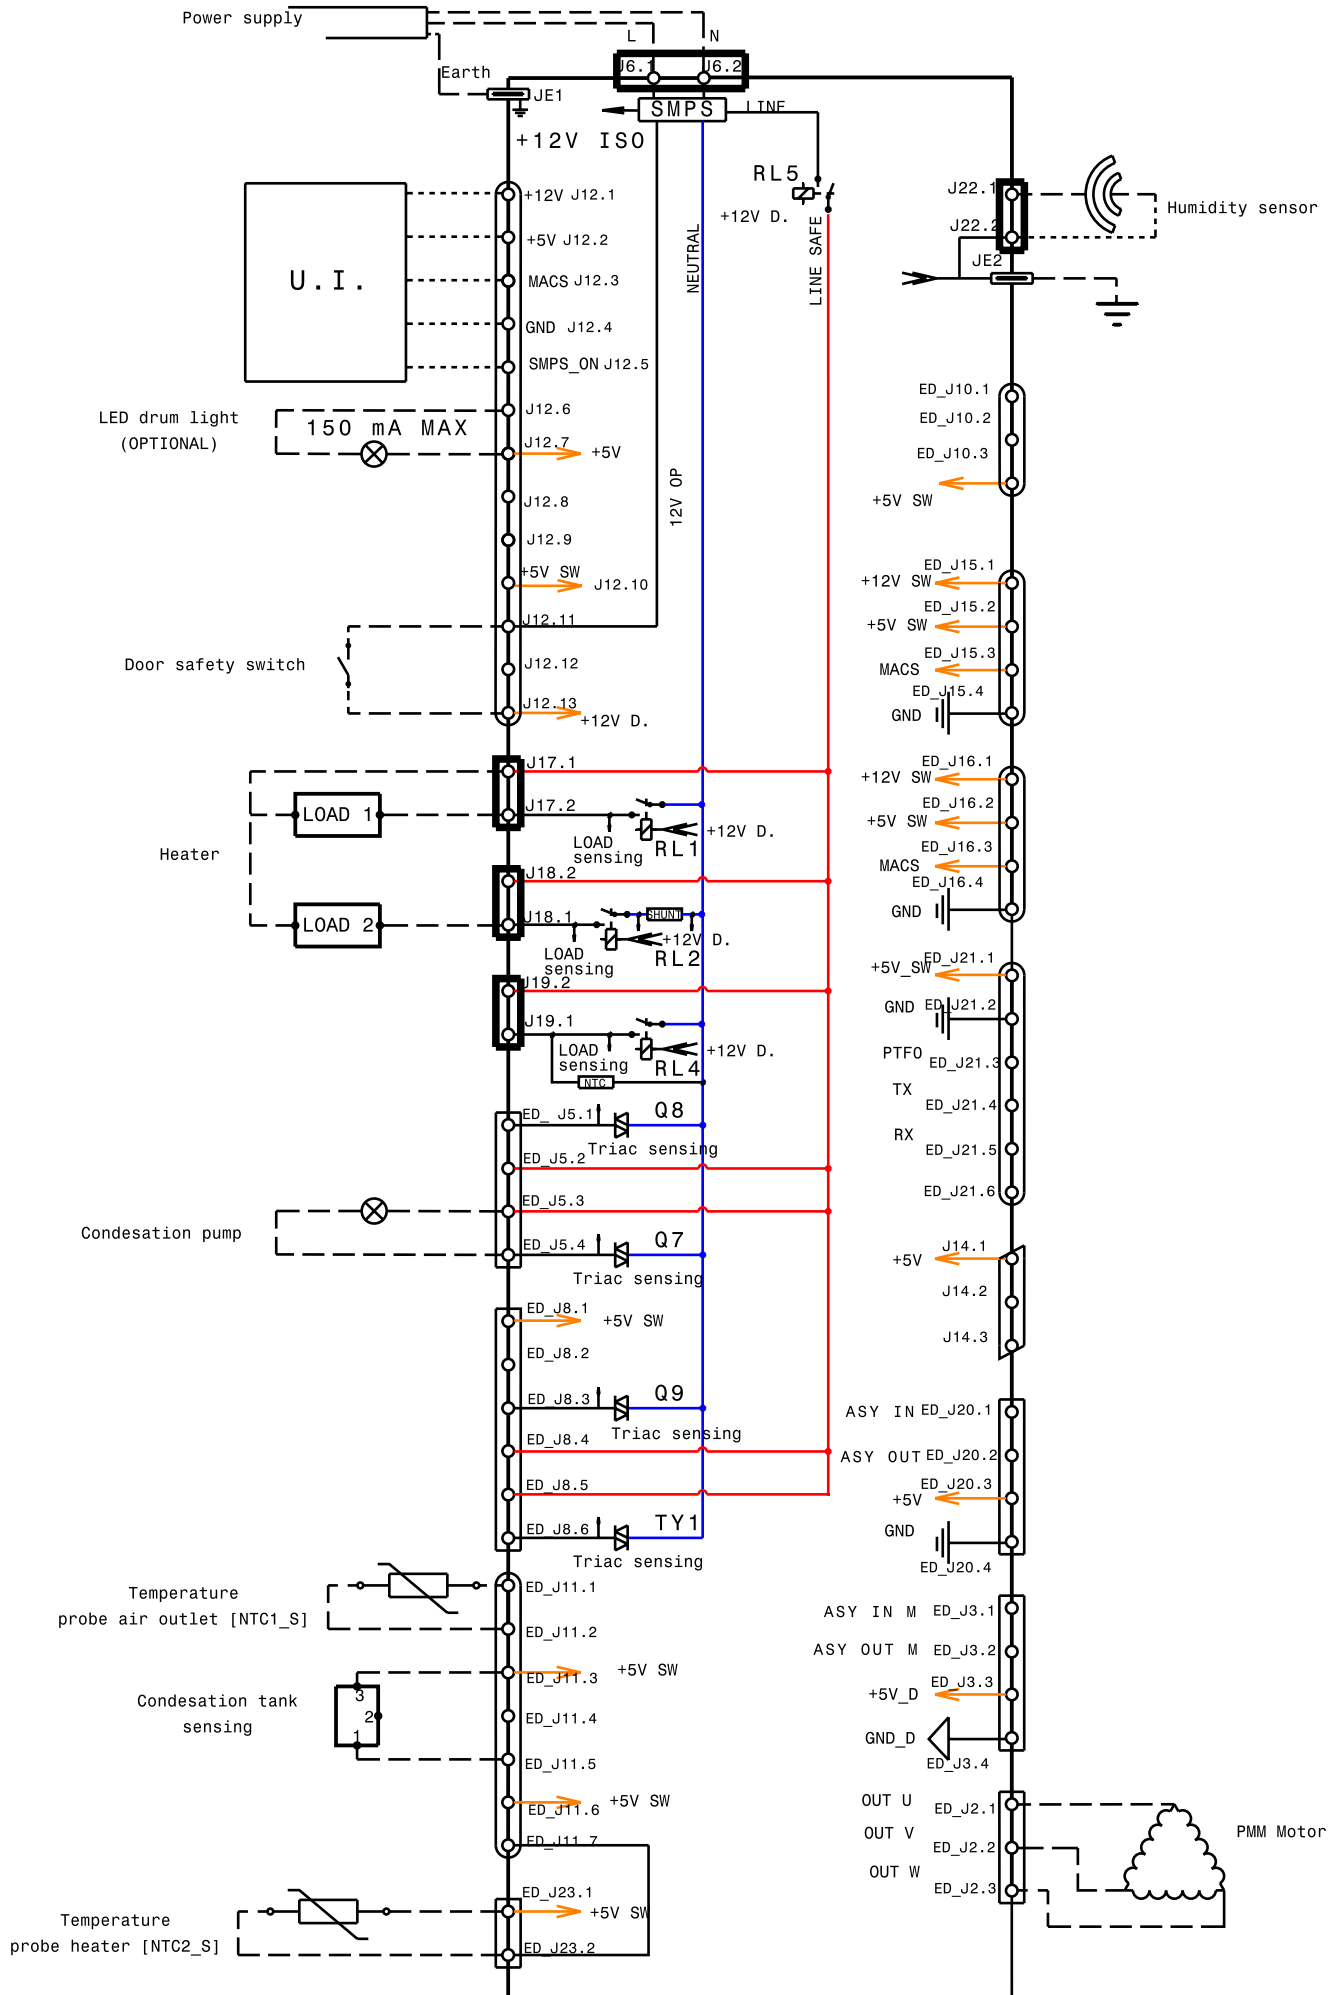 Power supply
L
N
J6.1
J6.2
Earth
JE1
SMPS
LINE
+12V ISO
RL5
+12V D.
LINE SAFE
NEUTRAL
12V OP
U.I.
+12V J12.1
+5V J12.2
MACS J12.3
GND J12.4
SMPS_ON J12.5
LED drum light
(OPTIONAL)
150 mA MAX
J12.6
J12.7
+5V
J12.8
J12.9
+5V SW
J12.10
J12.11
Door safety switch
J12.12
J12.13
+12V D.
J17.1
J17.2
LOAD 1
LOAD
sensing
RL1
+12V D.
Heater
J18.2
J18.1
LOAD 2
SHUNT
+12V D.
LOAD
sensing
RL2
J19.2
J19.1
LOAD
sensing
RL4
+12V D.
NTC
ED_ J5.1
Q8
Triac sensing
ED_J5.2
ED_J5.3
Condesation pump
ED_J5.4
Q7
Triac sensing
ED_J8.1
+5V SW
ED_J8.2
ED_J8.3
Q9
Triac sensing
ED_J8.4
ED_J8.5
ED_J8.6
TY1
Triac sensing
Temperature
probe air outlet [NTC1_S]
ED_J11.1
ED_J11.2
ED_J11.3
+5V SW
Condesation tank
sensing
3
2
1
ED_J11.4
ED_J11.5
+5V SW
ED_J11.6
ED_J11.7
ED_J23.1
+5V SW
Temperature
probe heater [NTC2_S]
ED_J23.2
J22.1
J22.2
Humidity sensor
JE2
ED_J10.1
ED_J10.2
ED_J10.3
+5V SW
ED_J15.1
+12V SW
ED_J15.2
+5V SW
ED_J15.3
MACS
ED_J15.4
GND
ED_J16.1
+12V SW
ED_J16.2
+5V SW
ED_J16.3
MACS
ED_J16.4
GND
ED_J21.1
+5V_SW
GND
ED_J21.2
PTFO
ED_J21.3
TX
ED_J21.4
RX
ED_J21.5
ED_J21.6
J14.1
+5V
J14.2
J14.3
ASY IN ED_J20.1
ASY OUT ED_J20.2
ED_J20.3
+5V
GND
ED_J20.4
ASY IN M ED_J3.1
ASY OUT M ED_J3.2
ED_J3.3
+5V_D
GND_D
ED_J3.4
OUT U
ED_J2.1
OUT V
ED_J2.2
OUT W
ED_J2.3
PMM Motor